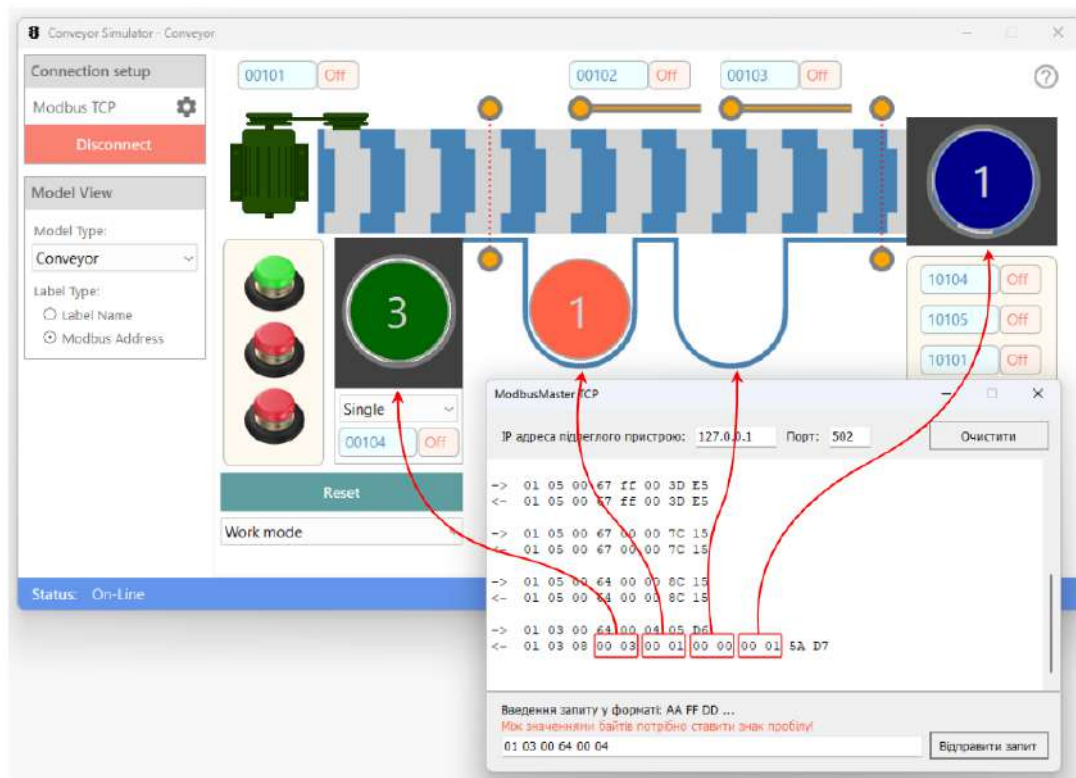 Conveyor Simulator - Conveyor
Connection setup
Modbus TCP
Disconnect
Model View
Model Type:
Conveyor
Label Type:
Label Name
Modbus Address
00101 Off
00102 Off
00103 Off
?
1
3
1
10104 Off
10105 Off
10101 Off
Single
00104 Off
Reset
Work mode
Status: On-Line
ModbusMaster TCP
IP адреса підлеглого пристрою: 127.0.0.1 Порт: 502 Очистити
-> 01 05 00 67 ff 00 3D E5
<- 01 05 00 67 ff 00 3D E5
-> 01 05 00 67 00 00 7C 15
<- 01 05 00 67 00 00 7C 15
-> 01 05 00 64 00 00 8C 15
<- 01 05 00 64 00 00 8C 15
-> 01 03 00 64 00 04 05 D6
<- 01 03 08 00 03 00 01 00 00 00 01 5A D7
Введення запиту у форматі: AA FF DD ...
Між значеннями байтів потрібно ставити знак пробілу!
01 03 00 64 00 04
Відправити запит